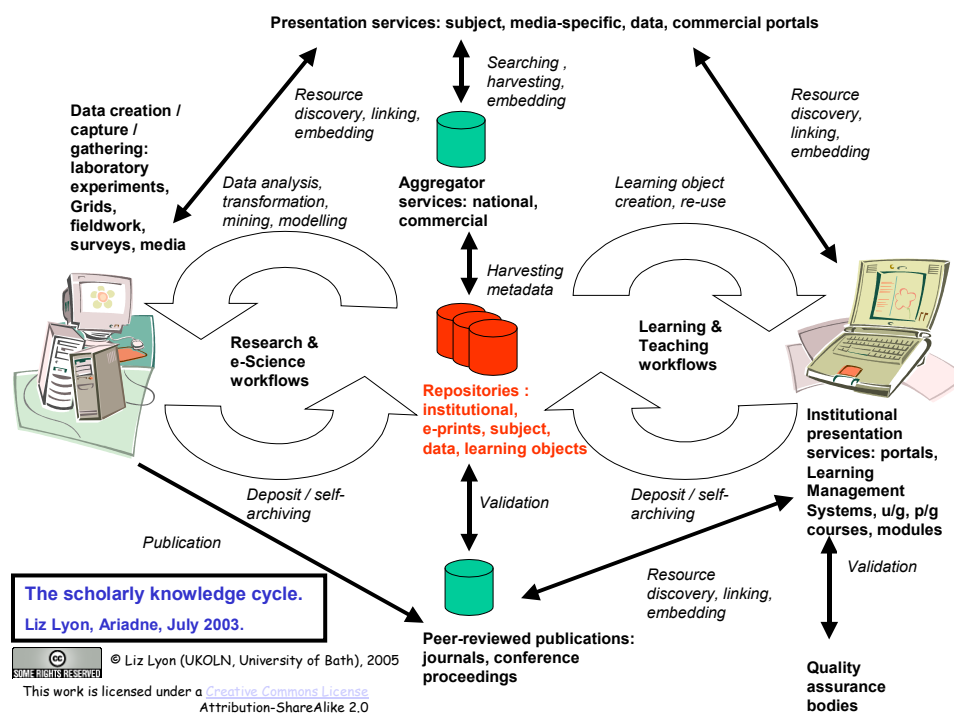 Presentation services: subject, media-specific, data, commercial portals
Searching ,
harvesting,
embedding
Resource
discovery, linking,
embedding
Resource
discovery,
linking,
embedding
Data creation /
capture /
gathering:
laboratory
experiments,
Grids,
fieldwork,
surveys, media
Data analysis,
transformation,
mining, modelling
Aggregator
services: national,
commercial
Learning object
creation, re-use
Harvesting
metadata
Research &
e-Science
workflows
Learning &
Teaching
workflows
Repositories :
institutional,
e-prints, subject,
data, learning objects
Institutional
presentation
services: portals,
Learning
Management
Systems, u/g, p/g
courses, modules
Deposit / self-
archiving
Validation
Deposit / self-
archiving
Publication
Resource
discovery, linking,
embedding
Validation
The scholarly knowledge cycle.
Liz Lyon, Ariadne, July 2003.
Peer-reviewed publications:
journals, conference
proceedings
Quality
assurance
bodies
cc
SOME RIGHTS RESERVED
© Liz Lyon (UKOLN, University of Bath), 2005
This work is licensed under a Creative Commons License
Attribution-ShareAlike 2,0